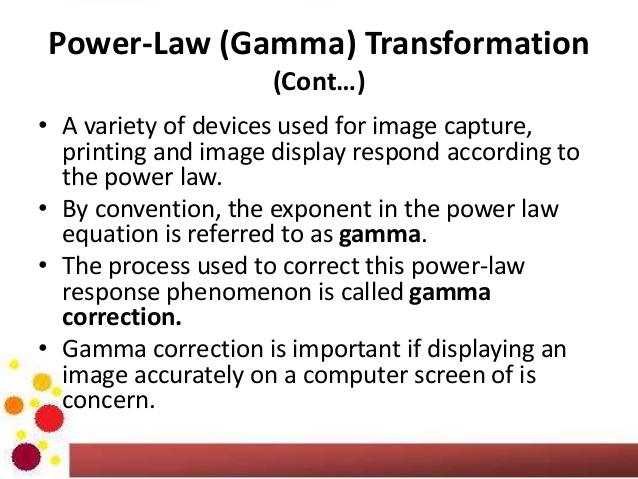 Power-Law (Gamma) Transformation
(Cont…)
• A variety of devices used for image capture,
printing and image display respond according to
the power law.
• By convention, the exponent in the power law
equation is referred to as gamma.
• The process used to correct this power-law
response phenomenon is called gamma
correction.
• Gamma correction is important if displaying an
image accurately on a computer screen of is
concern.